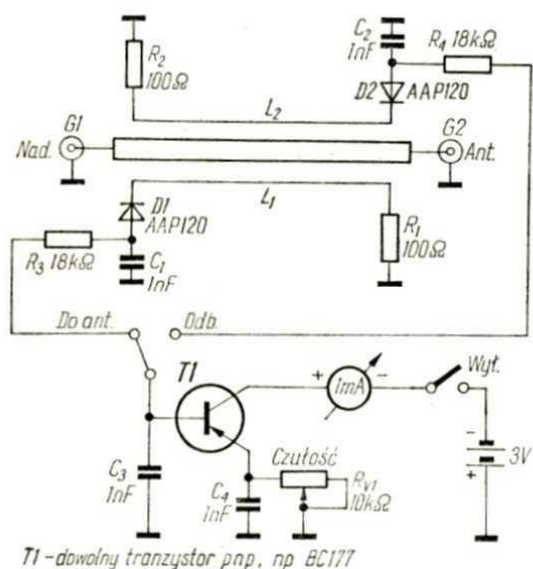 C₂
1nF
R₄ 18kΩ
R₂
100Ω
D2
AAP120
L₂
G1
Nad.
G2
Ant.
L₁
D1
AAP120
R₃ 18kΩ
C₁
1nF
R₁
100Ω
Do ant.
Odb.
T1
+
1mA
-
Wył.
-
+
3V
C₃
1nF
C₄
1nF
Czułość
RV1
10kΩ
T1 - dowolny tranzystor pnp, np BC177